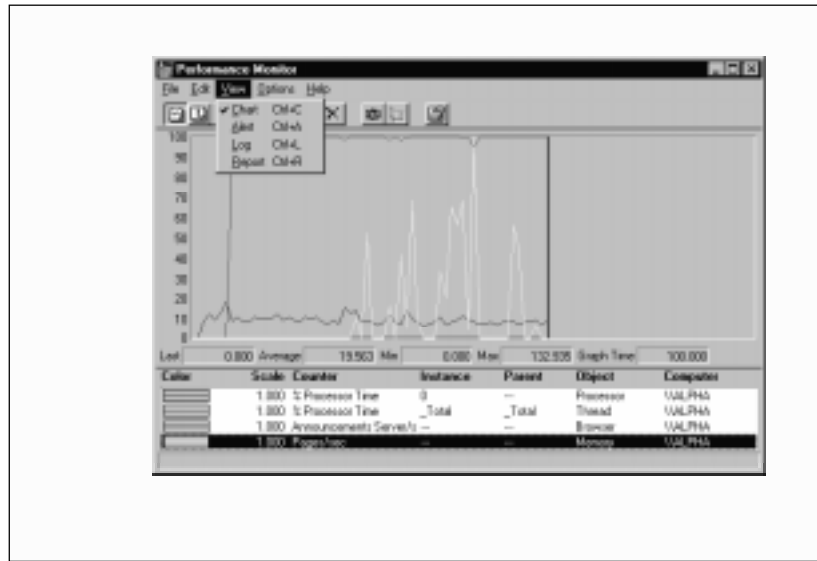 Performance Monitor
File Edit View Options Help
Chart Ctrl+C
Alert Ctrl+A
Log Ctrl+L
Report Ctrl+R
100
90
80
70
60
50
40
30
20
10
0
Last 0.000 Average 19.563 Min 0.000 Max 132.935 Graph Time 100.000
Color Scale Counter Instance Parent Object Computer
1.000 % Processor Time 0 --- Processor \\ALPHA
1.000 % Processor Time _Total _Total Thread \\ALPHA
1.000 Announcements Server/s --- --- Browser \\ALPHA
1.000 Pages/sec --- --- Memory \\ALPHA